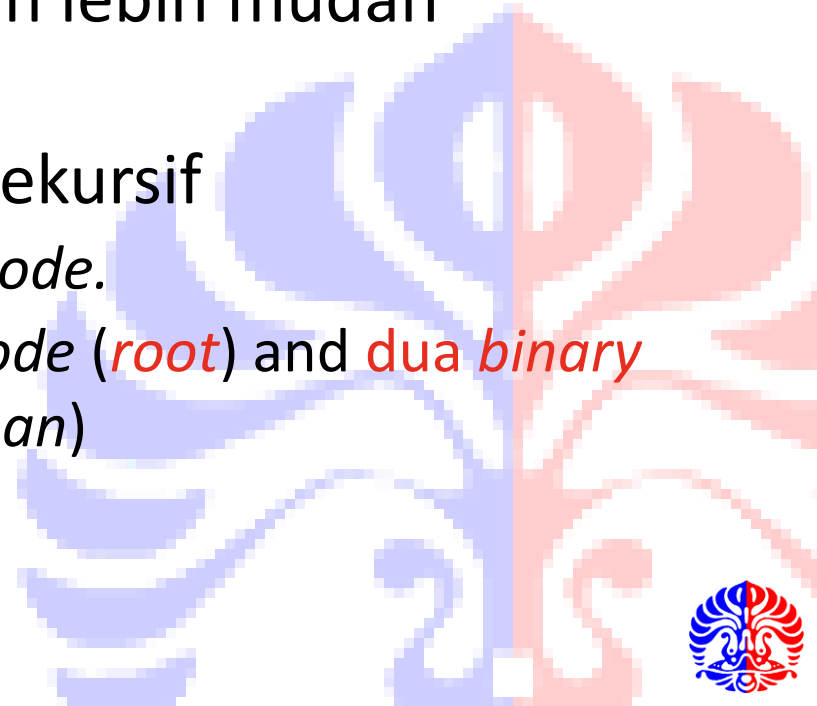 lebih mudah
ekursif
ode.
ode (root) and dua binary
an)